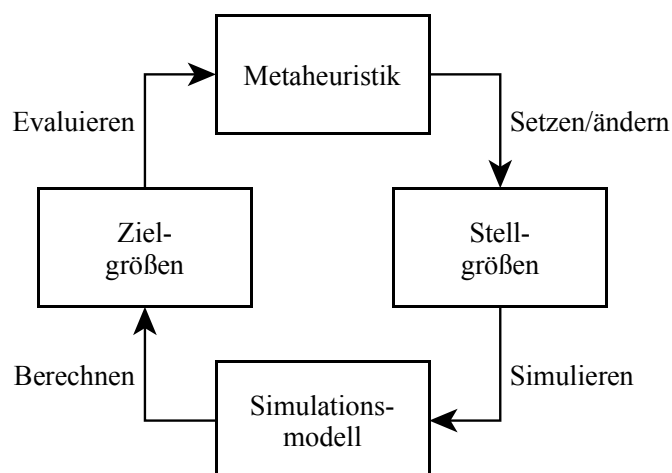 Metaheuristik
Evaluieren
Setzen/ändern
Ziel-
größen
Stell-
größen
Berechnen
Simulieren
Simulations-
modell